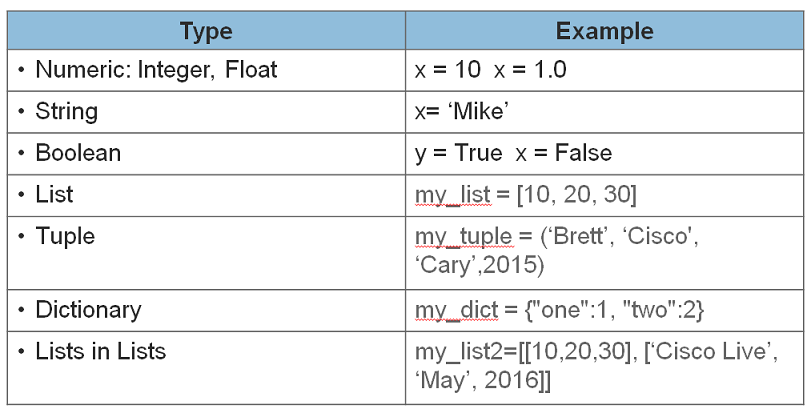 Type
Example
• Numeric: Integer, Float
x = 10  x = 1.0
• String
x= ‘Mike’
• Boolean
y = True  x = False
• List
my_list = [10, 20, 30]
• Tuple
my_tuple = (‘Brett’, ‘Cisco',
‘Cary’,2015)
• Dictionary
my_dict = {"one":1, "two":2}
• Lists in Lists
my_list2=[[10,20,30], [‘Cisco Live’,
‘May’, 2016]]